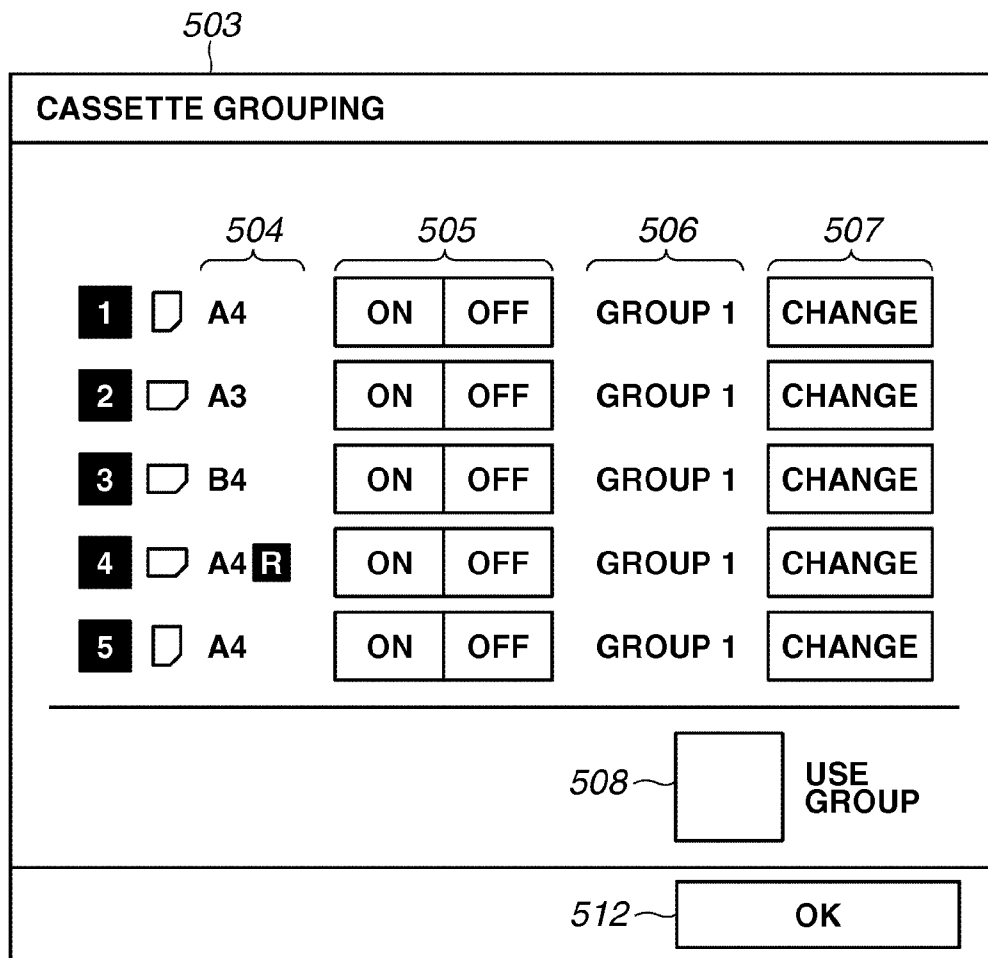 503
CASSETTE GROUPING
504 505 506 507
1 A4 ON OFF GROUP 1 CHANGE
2 A3 ON OFF GROUP 1 CHANGE
3 B4 ON OFF GROUP 1 CHANGE
4 A4 R ON OFF GROUP 1 CHANGE
5 A4 ON OFF GROUP 1 CHANGE
508 USE
GROUP
512 OK